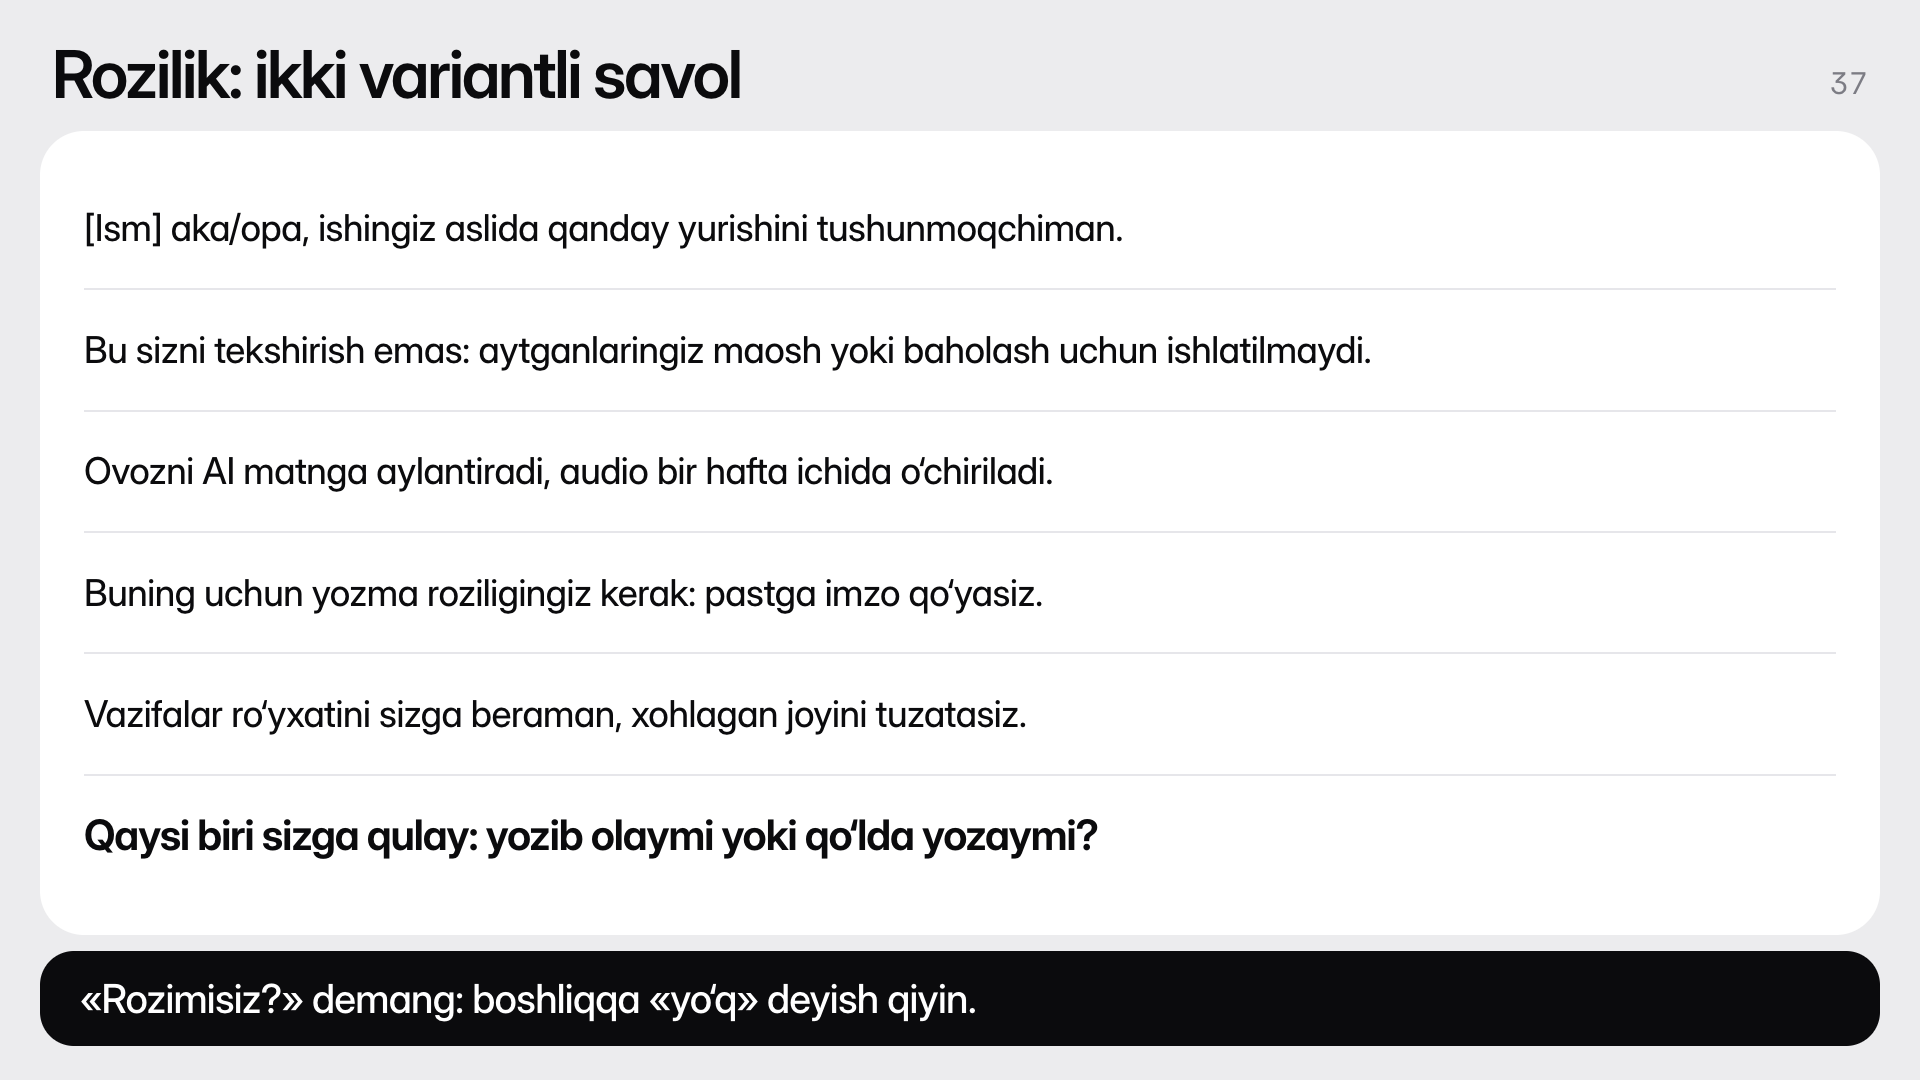 Rozilik: ikki variantli savol
37
[Ism] aka/opa, ishingiz aslida qanday yurishini tushunmoqchiman.
Bu sizni tekshirish emas: aytganlaringiz maosh yoki baholash uchun ishlatilmaydi.
Ovozni AI matnga aylantiradi, audio bir hafta ichida o‘chiriladi.
Buning uchun yozma roziligingiz kerak: pastga imzo qo‘yasiz.
Vazifalar ro‘yxatini sizga beraman, xohlagan joyini tuzatasiz.
Qaysi biri sizga qulay: yozib olaymi yoki qo‘lda yozaymi?
«Rozimisiz?» demang: boshliqqa «yo‘q» deyish qiyin.